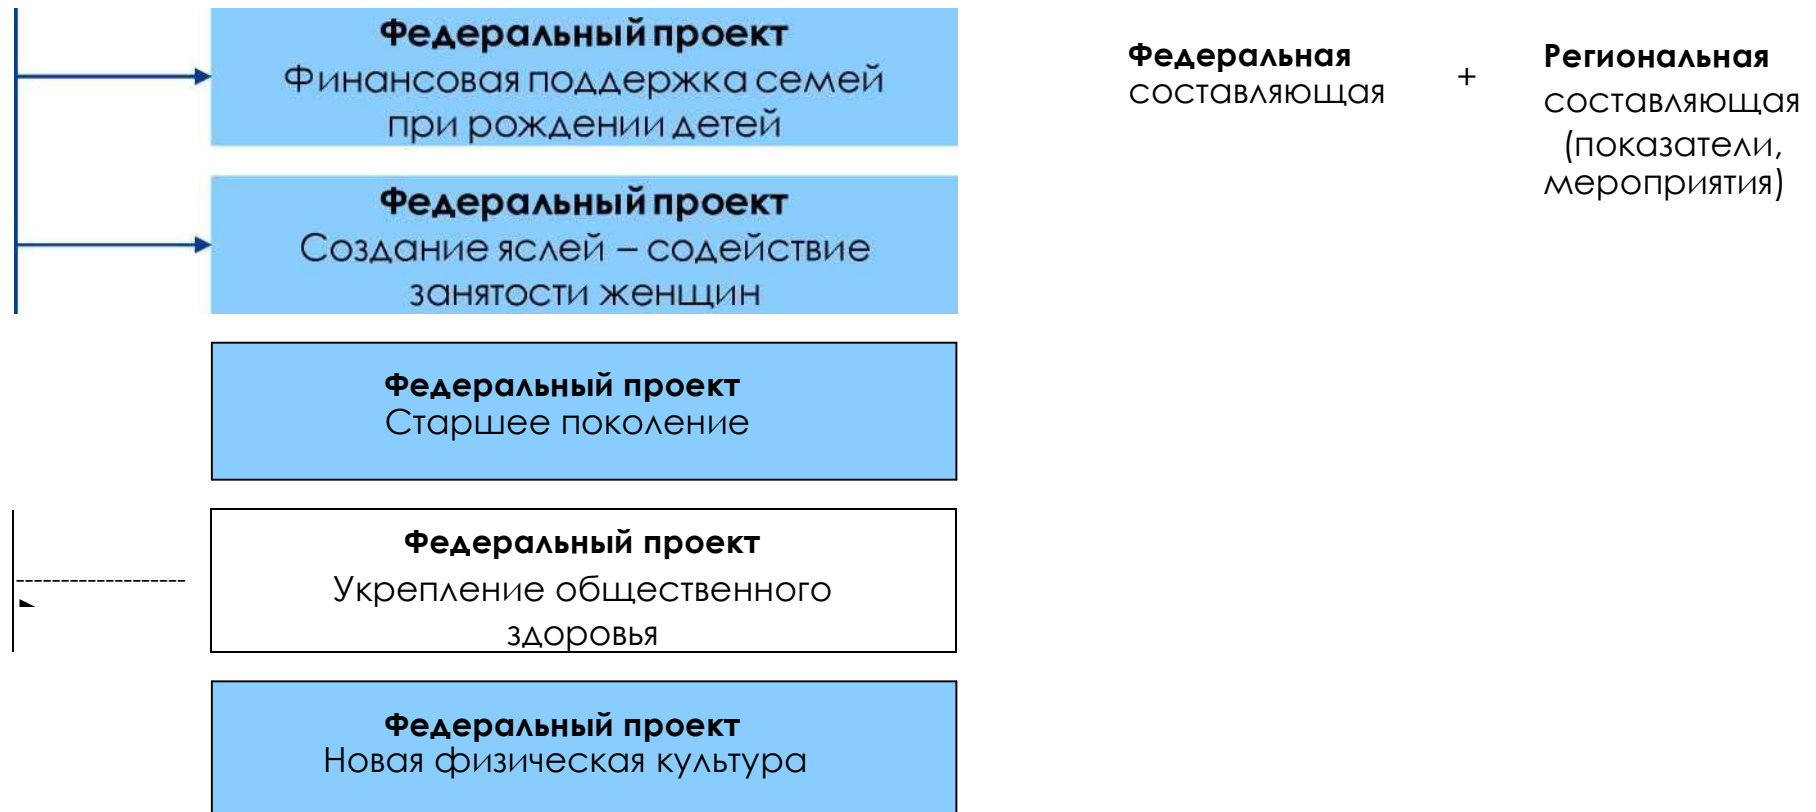 Федеральный проект
Финансовая поддержка семей
при рождении детей
Федеральный проект
Создание яслей – содействие
занятости женщин
Федеральный проект
Старшее поколение
Федеральный проект
Укрепление общественного
здоровья
Федеральный проект
Новая физическая культура
Федеральная
составляющая
+
Региональная
составляющая
(показатели,
мероприятия)